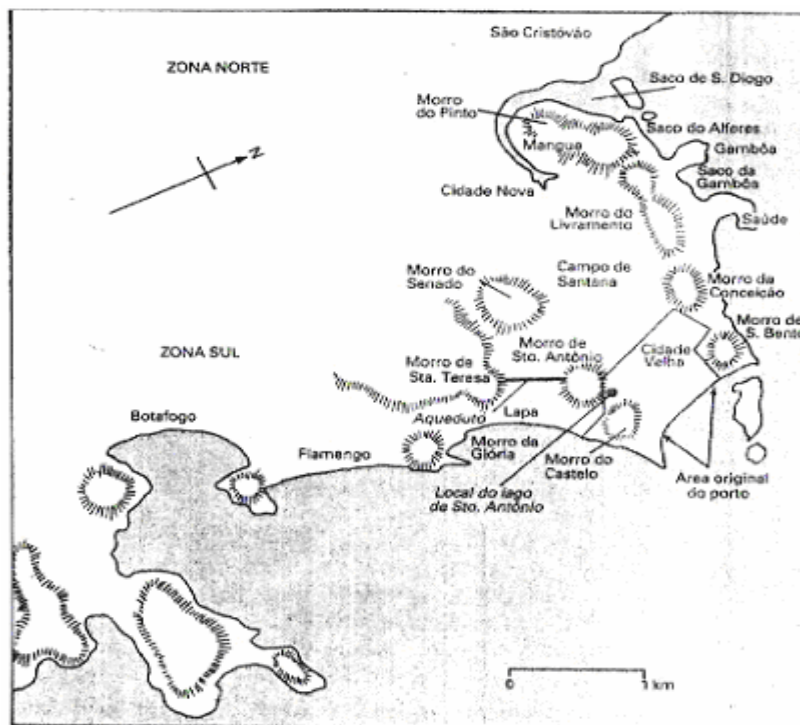 São Cristóvão
ZONA NORTE
Saco de S. Diogo
Morro
do Pinto
Saco do Alferes
Mangue
Gambôa
Saco da
Gambôa
Cidade Nova
N
Morro do
Livramento
Saúde
Campo de
Santana
Morro do
Senado
Morro da
Conceição
Morro de
S. Bento
ZONA SUL
Morro de
Sto. Antônio
Cidade
Velha
Morro de
Sta. Teresa
Aqueduto
Lapa
Botafogo
Flamengo
Morro da
Glória
Morro do
Castelo
Área original
do porto
Local do lago
de Sto. Antônio
0
1 km